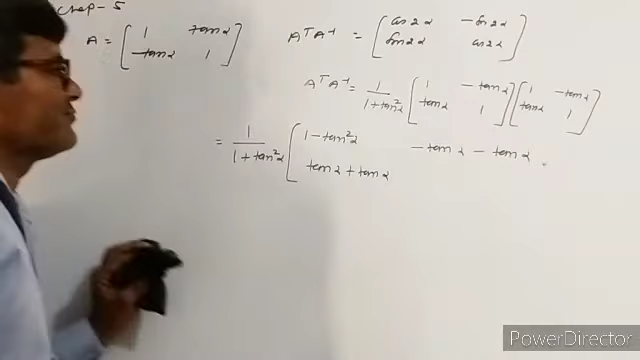 Chap - 5
A = [ 1 tan α
-tan α 1 ]
AᵀA⁻¹ = [ cos 2α -sin 2α
sin 2α cos 2α ]
AᵀA⁻¹ = 1/(1+tan²α) [ 1 -tan α
tan α 1 ] [ 1 -tan α
tan α 1 ]
= 1/(1+tan²α) [ 1-tan²α -tan α - tan α
tan α + tan α
PowerDirector